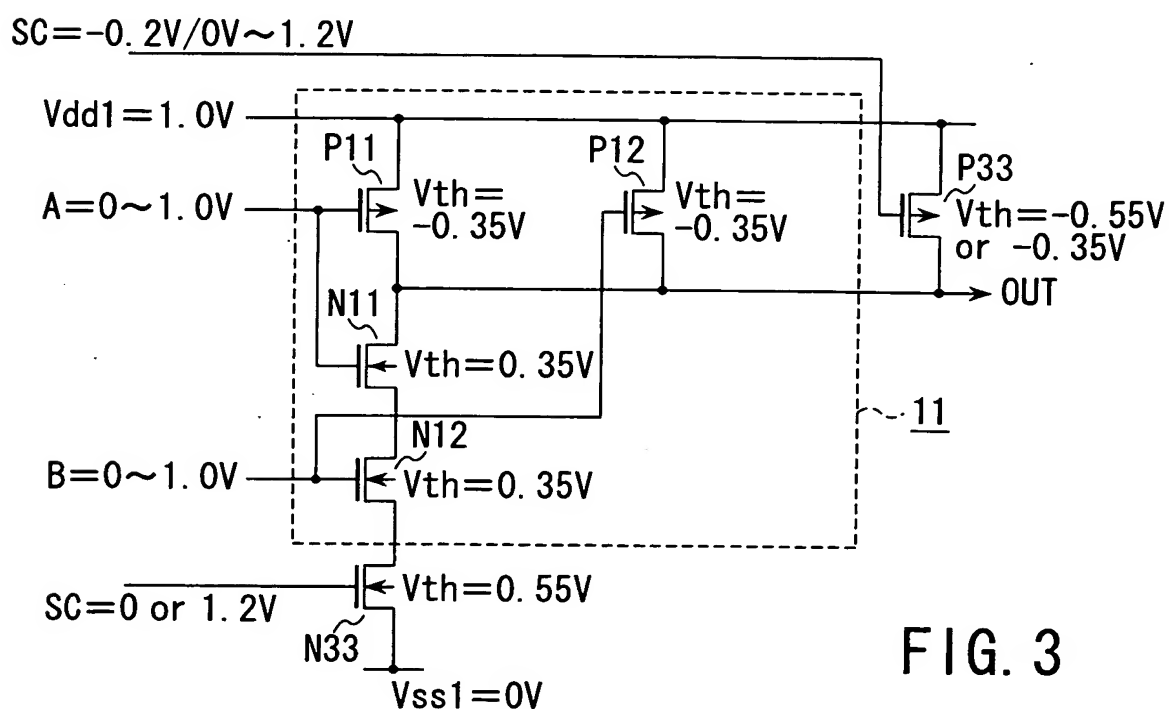 SC=-0.2V/0V~1.2V
Vdd1=1.0V
P11
P12
P33
A=0~1.0V
Vth=
-0.35V
Vth=
-0.35V
Vth=-0.55V
or -0.35V
OUT
N11
Vth=0.35V
11
N12
B=0~1.0V
Vth=0.35V
Vth=0.55V
SC=0 or 1.2V
N33
Vss1=0V
FIG. 3